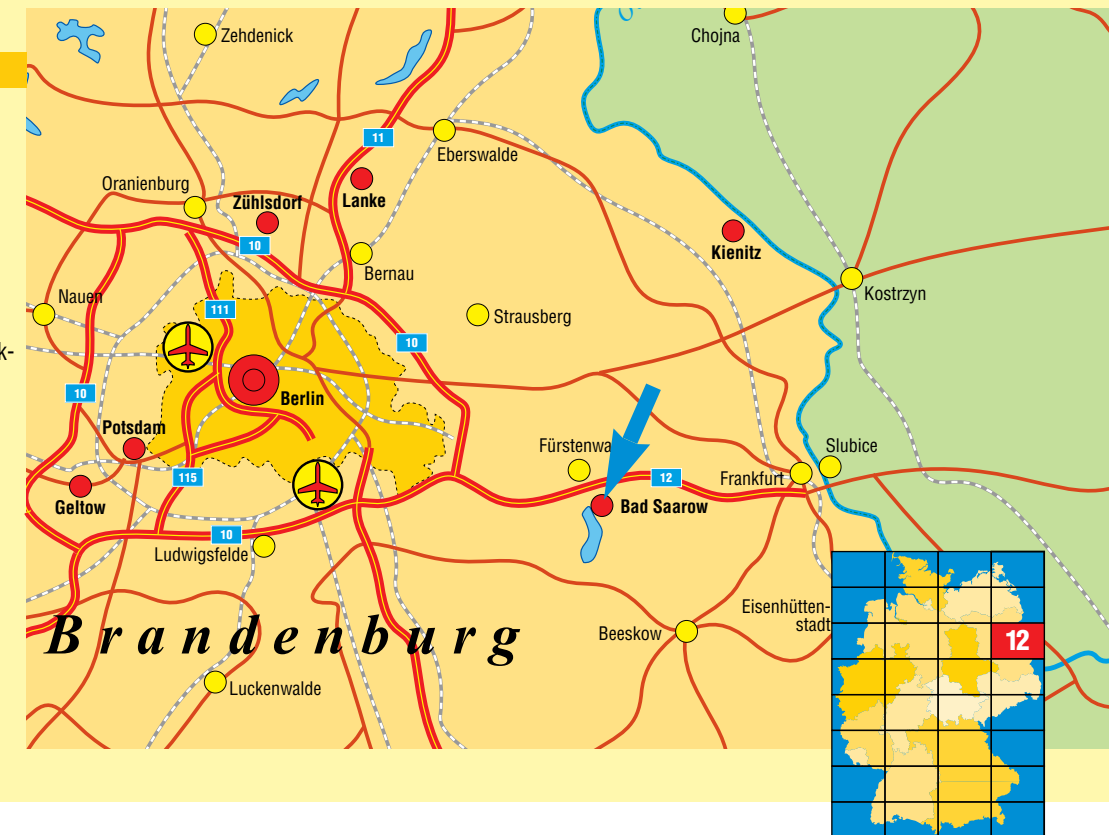 Zehdenick
Chojna
11
Eberswalde
Oranienburg
Zühlsdorf
Lanke
10
Kienitz
Bernau
Kostrzyn
Nauen
111
Strausberg
10
k-
10
Berlin
Potsdam
Fürstenwa
Slubice
115
12
Frankfurt
Geltow
Bad Saarow
10
Ludwigsfelde
Eisenhütten-
stadt
Beeskow
Brandenburg
12
Luckenwalde